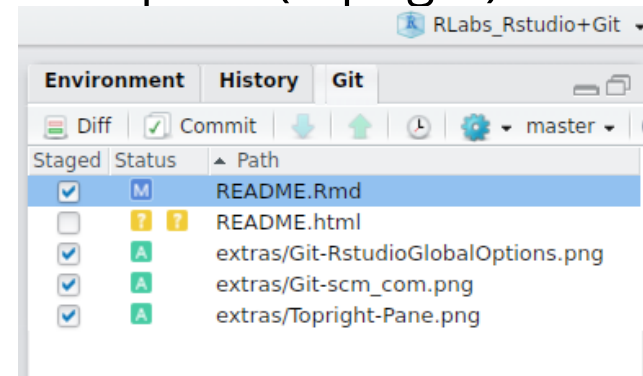 RLabs_Rstudio+Git
Environment History Git
Diff Commit master
Staged Status Path
M README.Rmd
? ? README.html
A extras/Git-RstudioGlobalOptions.png
A extras/Git-scm_com.png
A extras/Topright-Pane.png